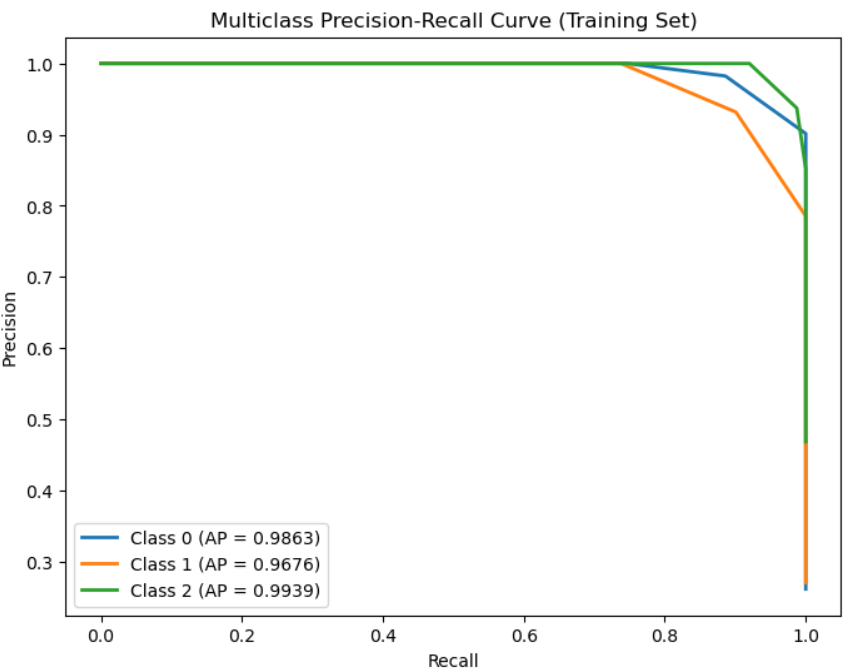 Multiclass Precision-Recall Curve (Training Set)
1.0
0.9
0.8
0.7
0.6
0.5
0.4
0.3
Precision
Class 0 (AP = 0.9863)
Class 1 (AP = 0.9676)
Class 2 (AP = 0.9939)
0.0 0.2 0.4 0.6 0.8 1.0
Recall